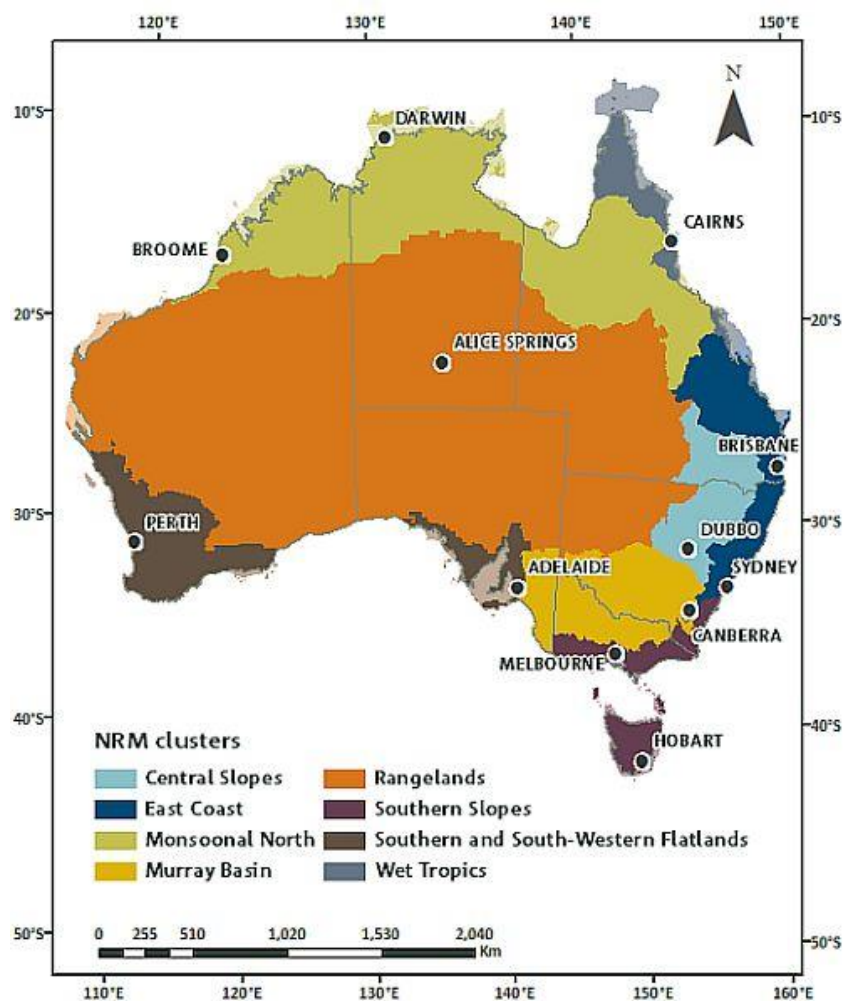 120°E 130°E 140°E 150°E
N
10°S 10°S
DARWIN
CAIRNS
BROOME
20°S 20°S
ALICE SPRINGS
BRISBANE
30°S 30°S
PERTH
DUBBO
ADELAIDE
SYDNEY
CANBERRA
MELBOURNE
40°S 40°S
HOBART
NRM clusters
Central Slopes Rangelands
East Coast Southern Slopes
Monsoonal North Southern and South-Western Flatlands
Murray Basin Wet Tropics
50°S 50°S
0 255 510 1,020 1,530 2,040
Km
110°E 120°E 130°E 140°E 150°E 160°E